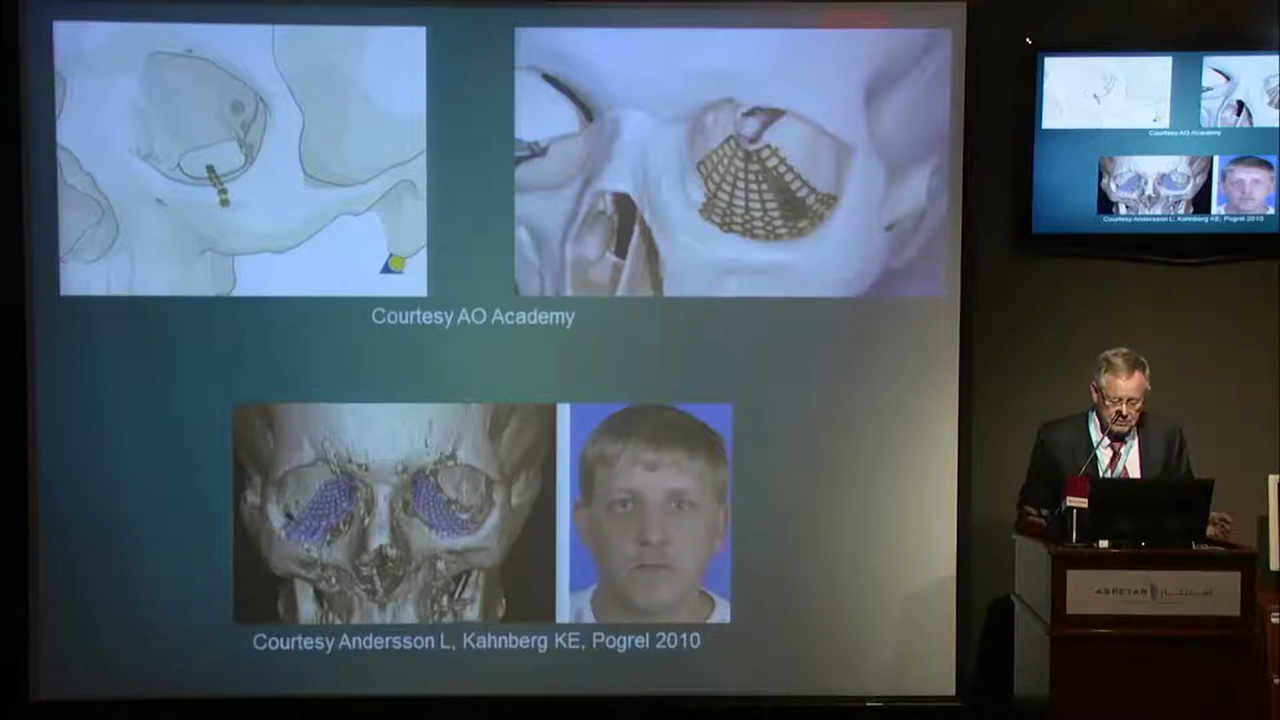 Courtesy AO Academy
Courtesy Andersson L, Kahnberg KE, Pogrel 2010
Courtesy AO Academy
Courtesy Andersson L, Kahnberg KE, Pogrel 2010
ASPETAR سبيتار